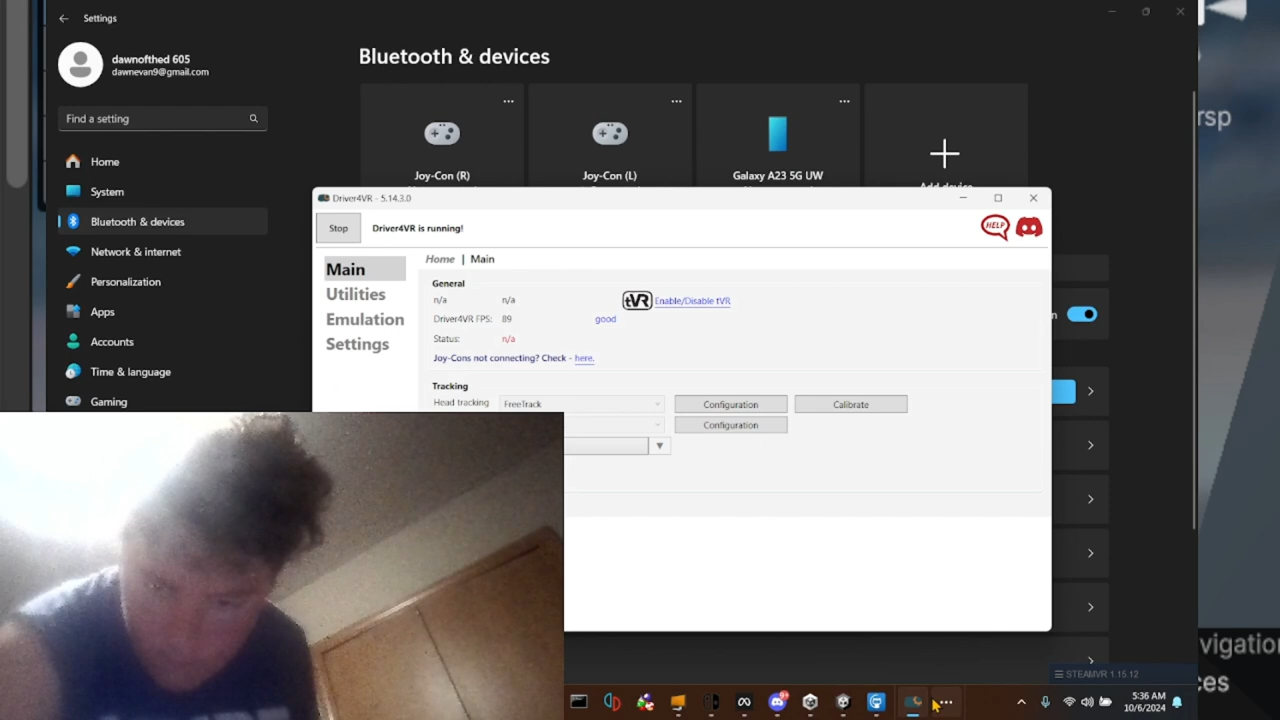 Settings
dawnofthed 605
dawnevan9@gmail.com
Find a setting
Home
System
Bluetooth & devices
Network & internet
Personalization
Apps
Accounts
Time & language
Gaming
Bluetooth & devices
Joy-Con (R)
Joy-Con (L)
Galaxy A23 5G UW
Driver4VR - 5.14.3.0
Stop
Driver4VR is running!
HELP
Main
Utilities
Emulation
Settings
Home | Main
General
n/a n/a
tVR Enable/Disable tVR
Driver4VR FPS: 89 good
Status: n/a
Joy-Cons not connecting? Check - here.
Tracking
Head tracking FreeTrack Configuration Calibrate
Configuration
n
rsp
STEAMVR 1.15.12
vigation
ces
5:36 AM
10/6/2024